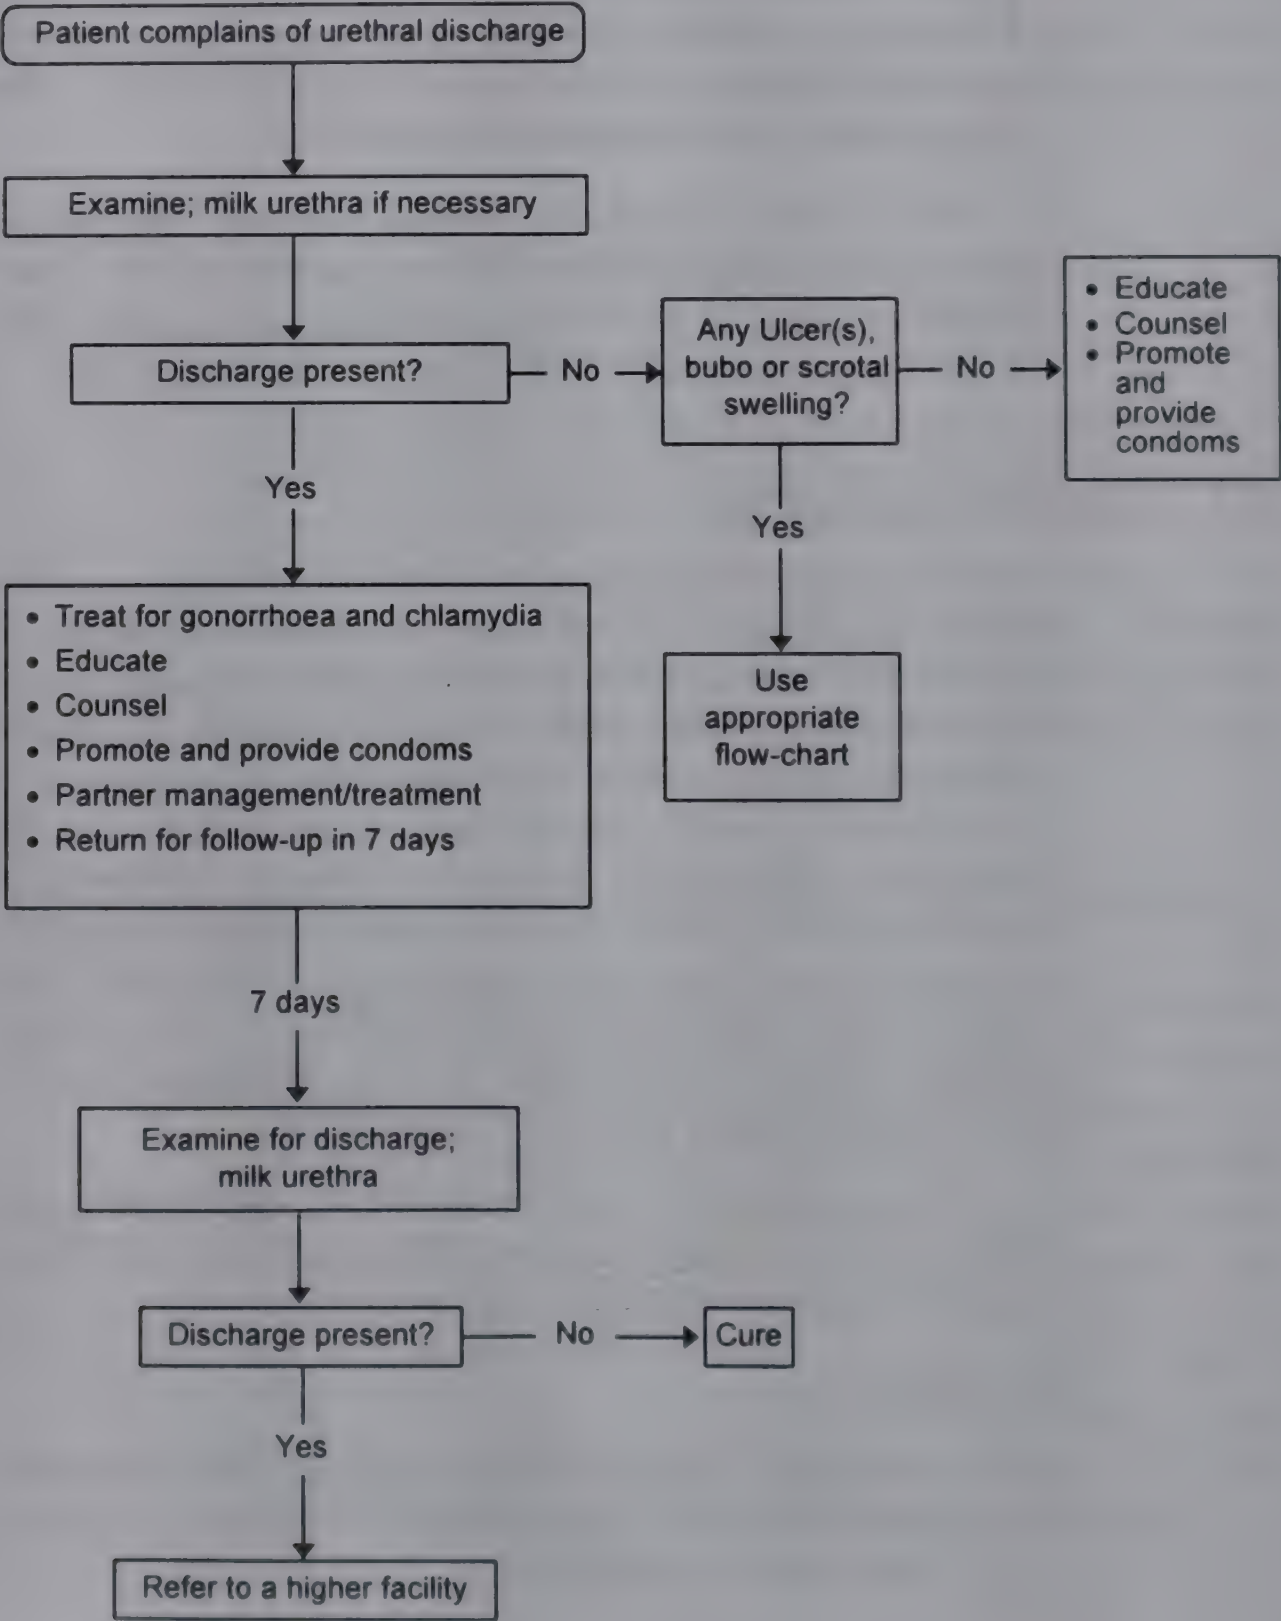 Patient complains of urethral discharge
Examine; milk urethra if necessary
Discharge present?
No
Any Ulcer(s),
bubo or scrotal
swelling?
No
• Educate
• Counsel
• Promote
and
provide
condoms
Yes
Yes
• Treat for gonorrhoea and chlamydia
• Educate
• Counsel
• Promote and provide condoms
• Partner management/treatment
• Return for follow-up in 7 days
Use
appropriate
flow-chart
7 days
Examine for discharge;
milk urethra
Discharge present?
No
Cure
Yes
Refer to a higher facility